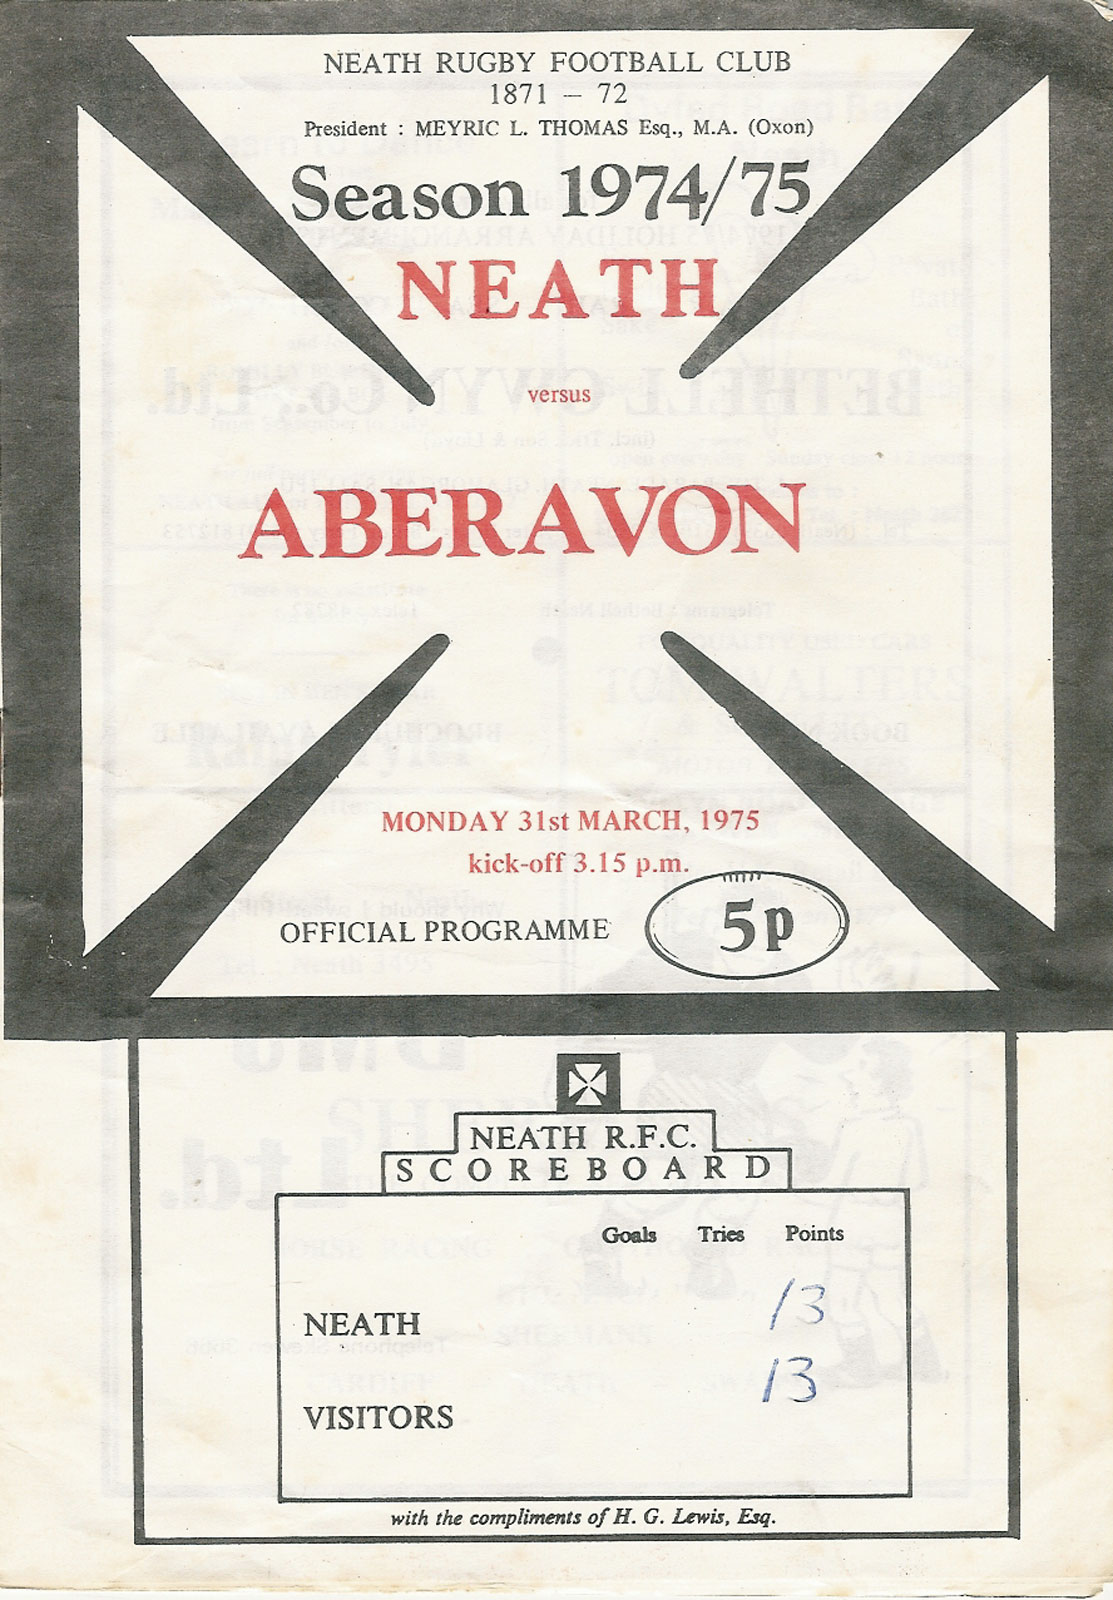 NEATH RUGBY FOOTBALL CLUB
1871 – 72
President : MEYRIC L. THOMAS Esq., M.A. (Oxon)
Season 1974/75
NEATH
versus
ABERAVON
MONDAY 31st MARCH, 1975
kick-off 3.15 p.m.
OFFICIAL PROGRAMME 5p
NEATH R.F.C.
SCOREBOARD
Goals Tries Points
NEATH 13
VISITORS 13
with the compliments of H. G. Lewis, Esq.